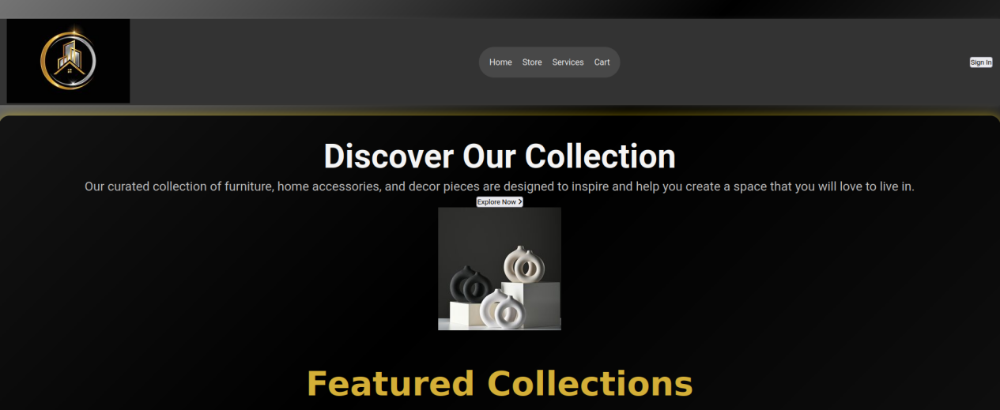 Home Store Services Cart
Sign In
Discover Our Collection
Our curated collection of furniture, home accessories, and decor pieces are designed to inspire and help you create a space that you will love to live in.
Explore Now
Featured Collections